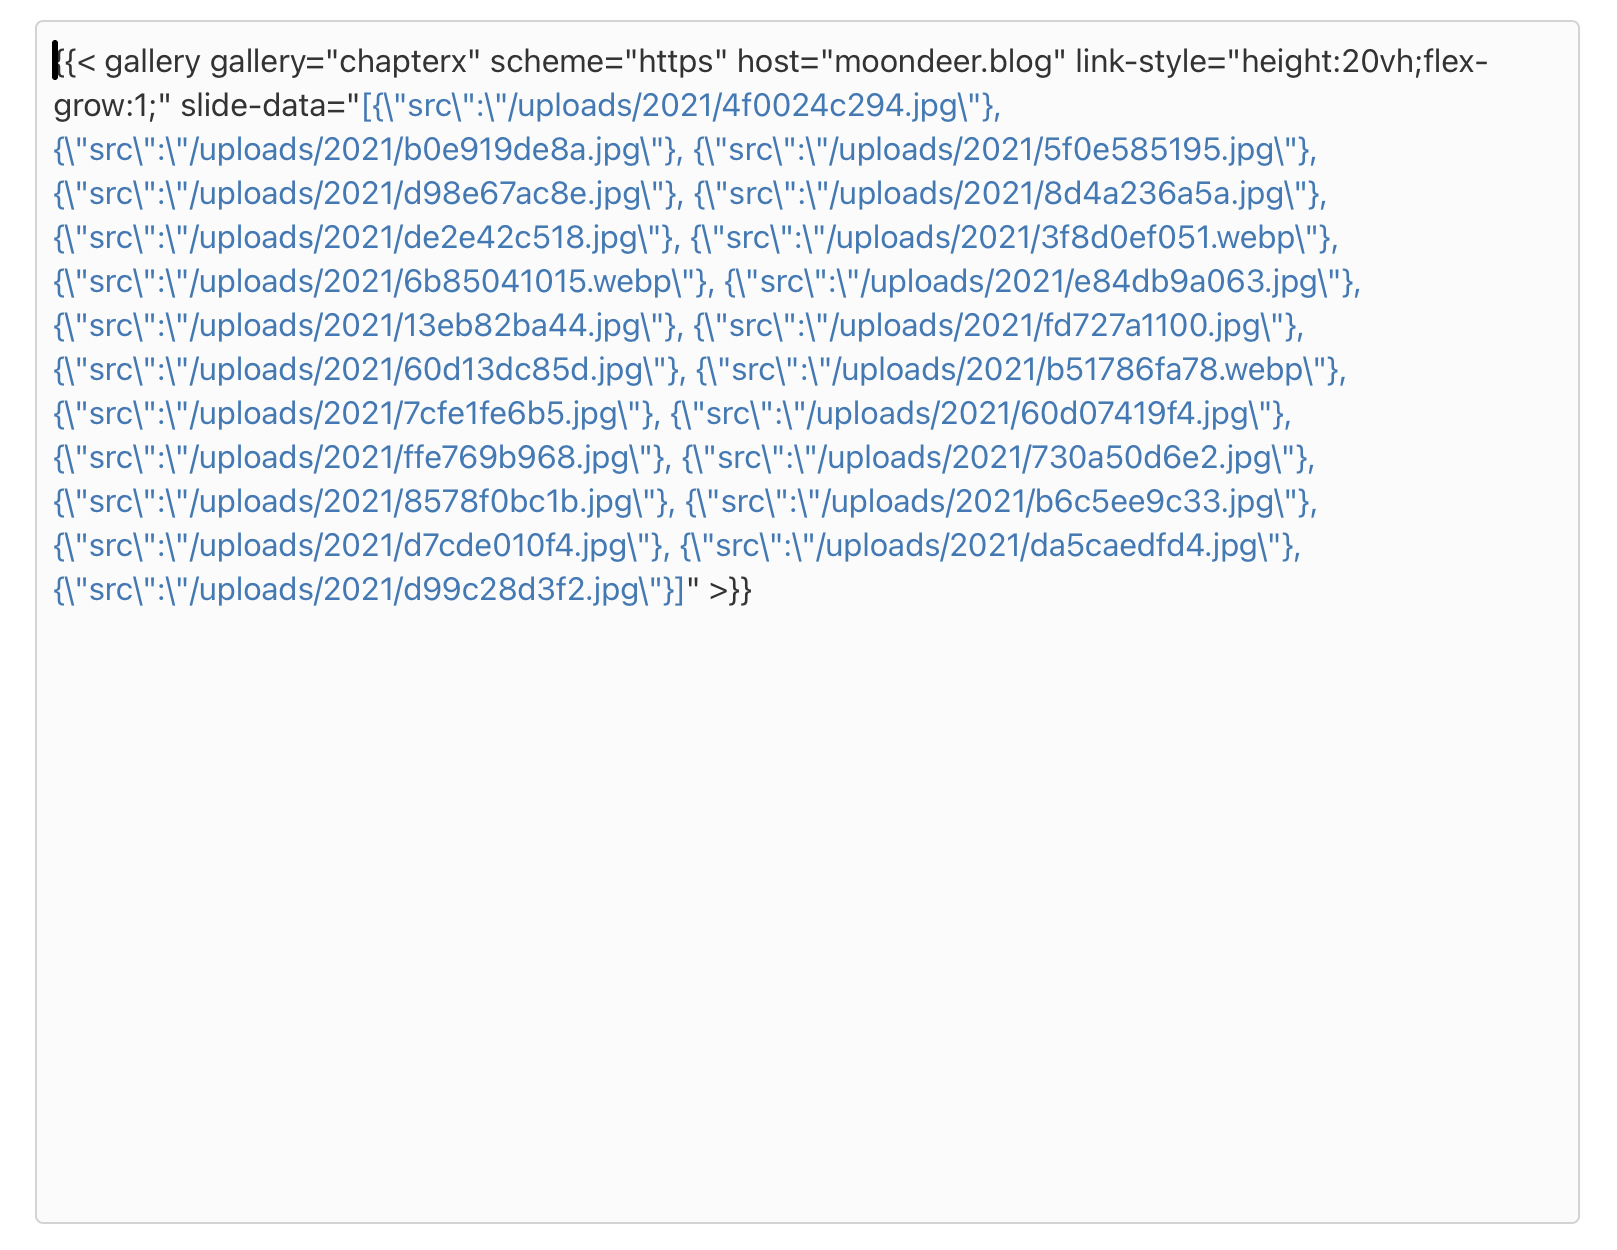 {{< gallery gallery="chapterx" scheme="https" host="moondeer.blog" link-style="height:20vh;flex-
grow:1;" slide-data="[{\"src\":\"/uploads/2021/4f0024c294.jpg\"},
{\"src\":\"/uploads/2021/b0e919de8a.jpg\"}, {\"src\":\"/uploads/2021/5f0e585195.jpg\"},
{\"src\":\"/uploads/2021/d98e67ac8e.jpg\"}, {\"src\":\"/uploads/2021/8d4a236a5a.jpg\"},
{\"src\":\"/uploads/2021/de2e42c518.jpg\"}, {\"src\":\"/uploads/2021/3f8d0ef051.webp\"},
{\"src\":\"/uploads/2021/6b85041015.webp\"}, {\"src\":\"/uploads/2021/e84db9a063.jpg\"},
{\"src\":\"/uploads/2021/13eb82ba44.jpg\"}, {\"src\":\"/uploads/2021/fd727a1100.jpg\"},
{\"src\":\"/uploads/2021/60d13dc85d.jpg\"}, {\"src\":\"/uploads/2021/b51786fa78.webp\"},
{\"src\":\"/uploads/2021/7cfe1fe6b5.jpg\"}, {\"src\":\"/uploads/2021/60d07419f4.jpg\"},
{\"src\":\"/uploads/2021/ffe769b968.jpg\"}, {\"src\":\"/uploads/2021/730a50d6e2.jpg\"},
{\"src\":\"/uploads/2021/8578f0bc1b.jpg\"}, {\"src\":\"/uploads/2021/b6c5ee9c33.jpg\"},
{\"src\":\"/uploads/2021/d7cde010f4.jpg\"}, {\"src\":\"/uploads/2021/da5caedfd4.jpg\"},
{\"src\":\"/uploads/2021/d99c28d3f2.jpg\"}]" >}}